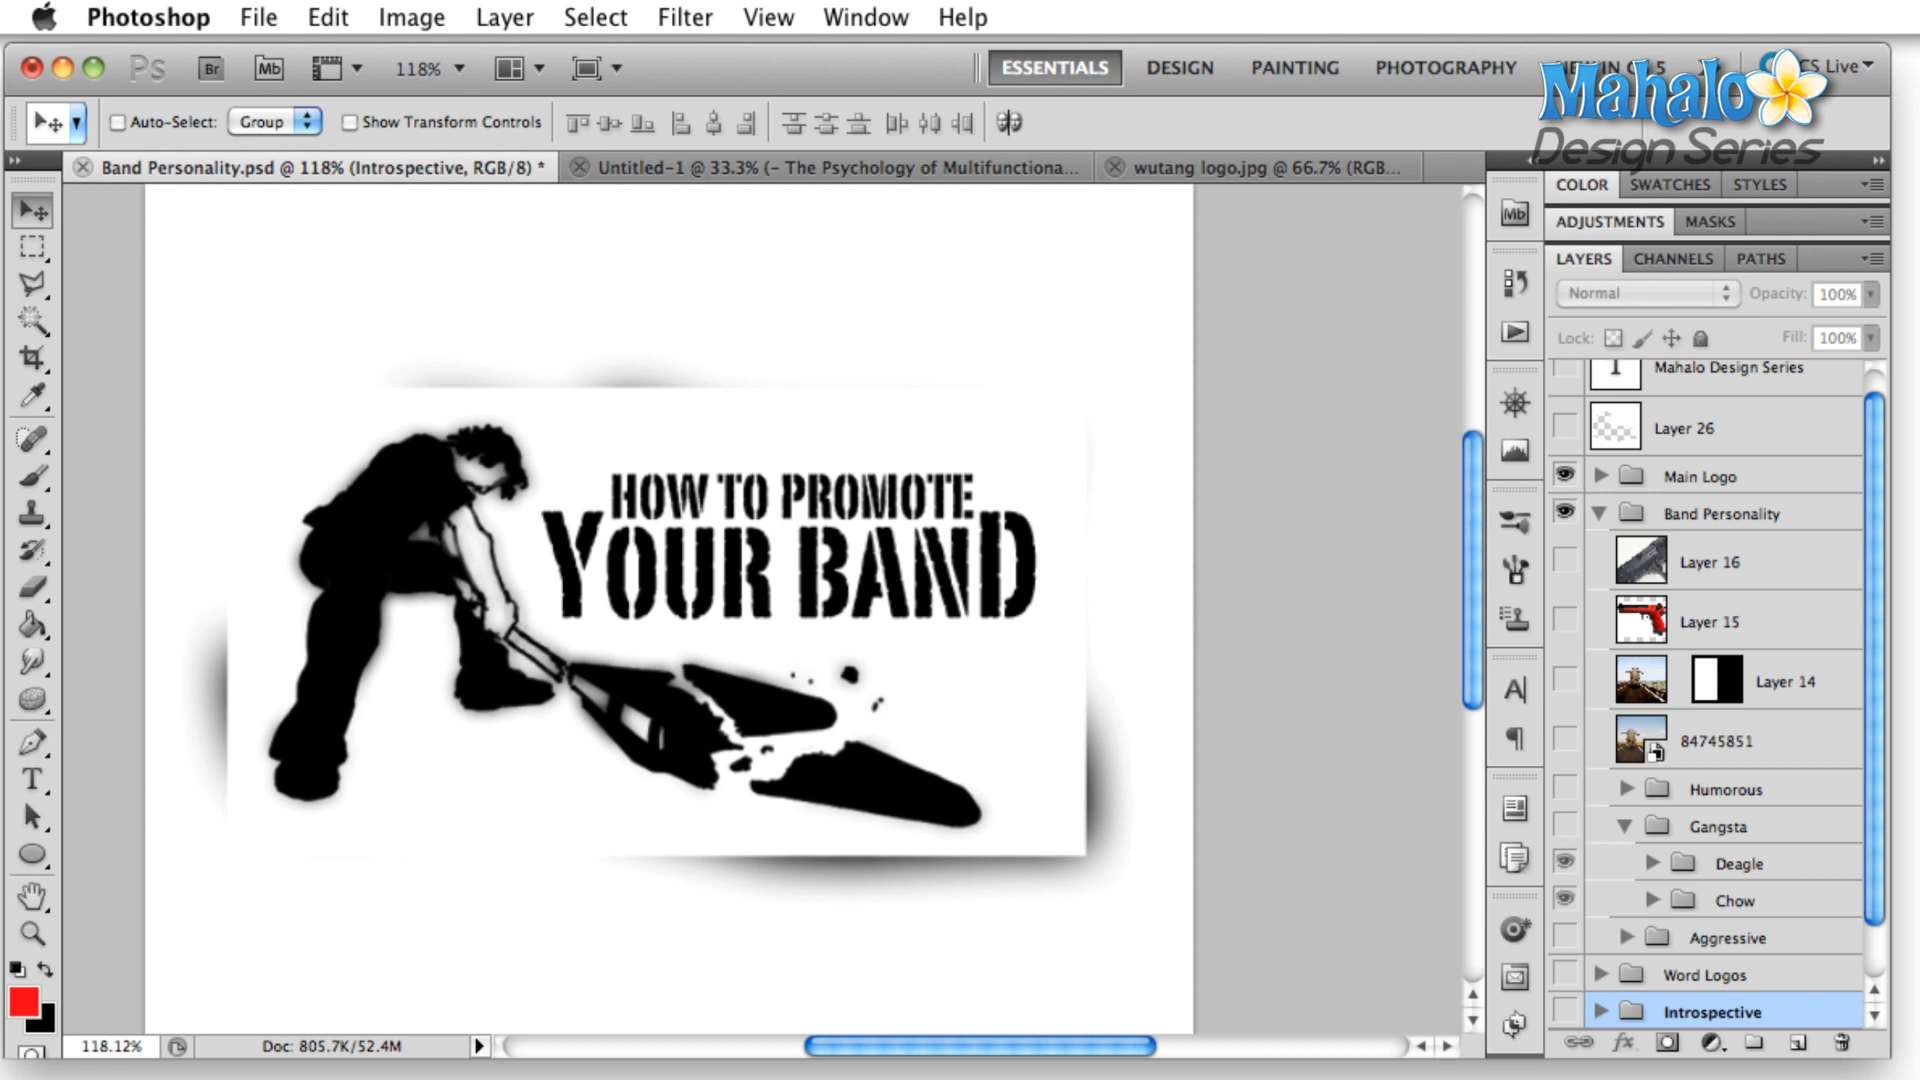 Photoshop File Edit Image Layer Select Filter View Window Help
Ps Br Mb 118% ESSENTIALS DESIGN PAINTING PHOTOGRAPHY CS Live
Mahalo
Design Series
Auto-Select: Group Show Transform Controls
Band Personality.psd @ 118% (Introspective, RGB/8) * Untitled-1 @ 33.3% (- The Psychology of Multifunctiona... wutang logo.jpg @ 66.7% (RGB...
COLOR SWATCHES STYLES
Mb
ADJUSTMENTS MASKS
LAYERS CHANNELS PATHS
Normal Opacity: 100%
Lock: Fill: 100%
Mahalo Design Series
Layer 26
Main Logo
Band Personality
Layer 16
Layer 15
Layer 14
84745851
Humorous
Gangsta
Deagle
Chow
Aggressive
Word Logos
Introspective
HOW TO PROMOTE
YOUR BAND
118.12% Doc: 805.7K/52.4M